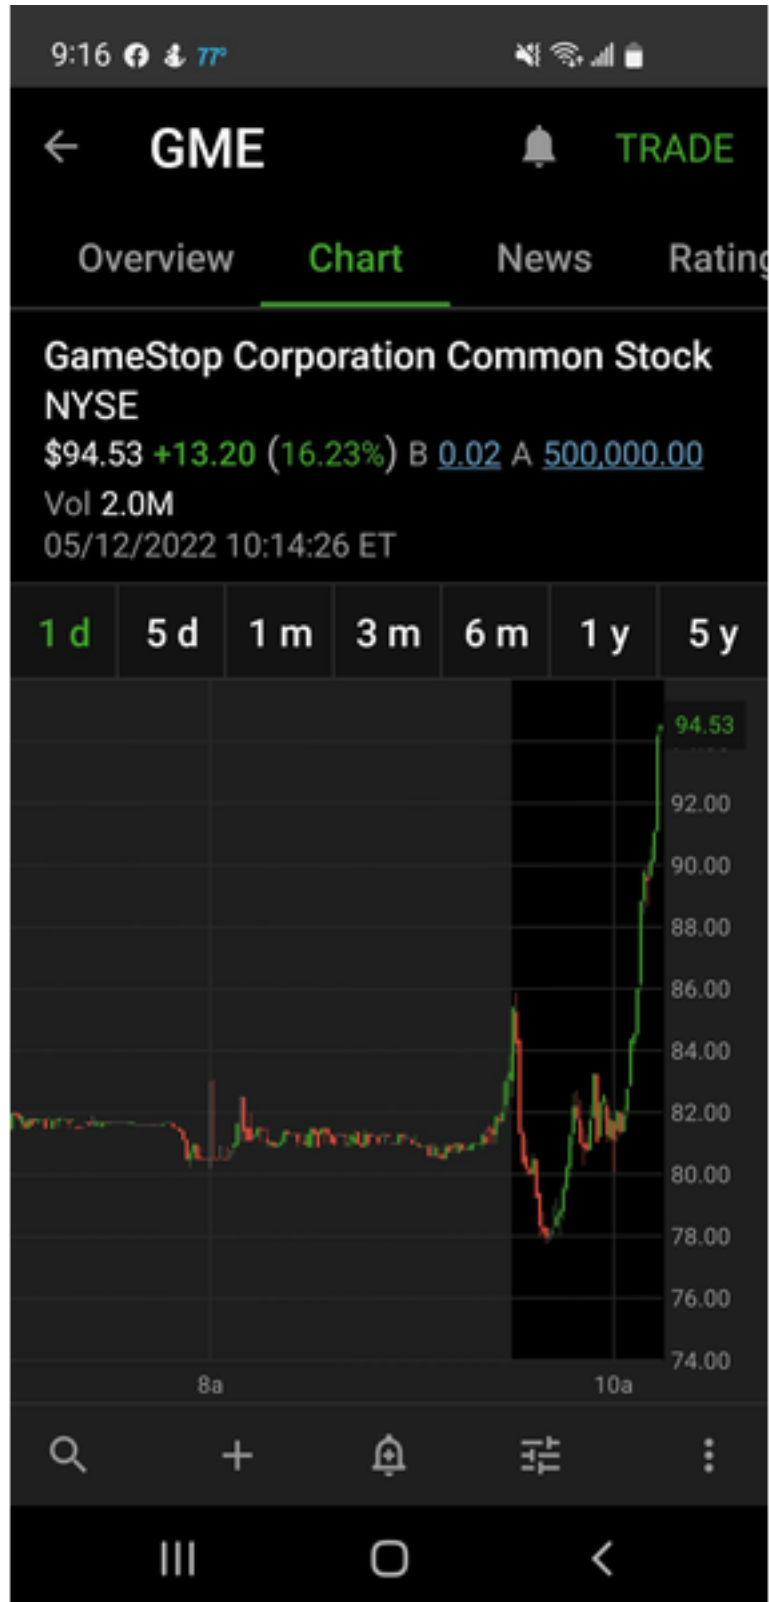 9:16 77°
GME TRADE
Overview Chart News Rating
GameStop Corporation Common Stock
NYSE
$94.53 +13.20 (16.23%) B 0.02 A 500,000.00
Vol 2.0M
05/12/2022 10:14:26 ET
1 d 5 d 1 m 3 m 6 m 1 y 5 y
94.53
92.00
90.00
88.00
86.00
84.00
82.00
80.00
78.00
76.00
74.00
8a 10a